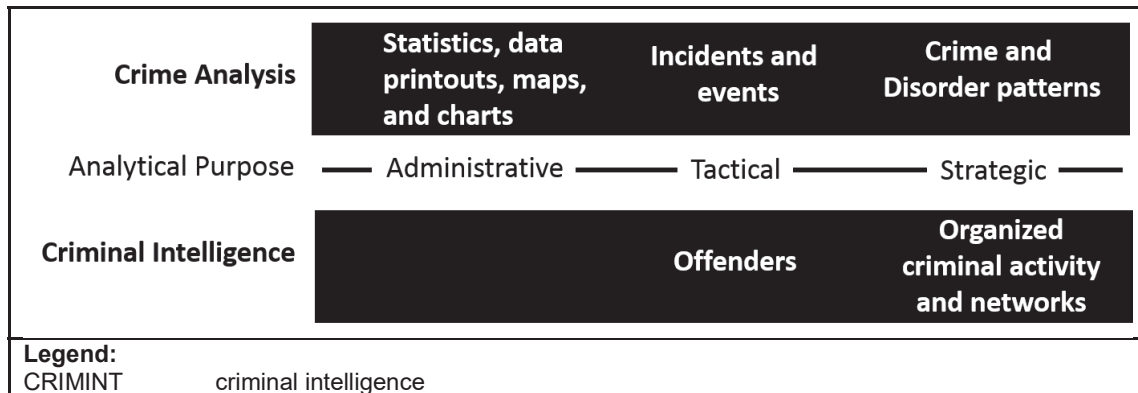 Crime Analysis
Statistics, data
printouts, maps,
and charts
Incidents and
events
Crime and
Disorder patterns
Analytical Purpose
Administrative
Tactical
Strategic
Criminal Intelligence
Offenders
Organized
criminal activity
and networks
Legend:
CRIMINT criminal intelligence